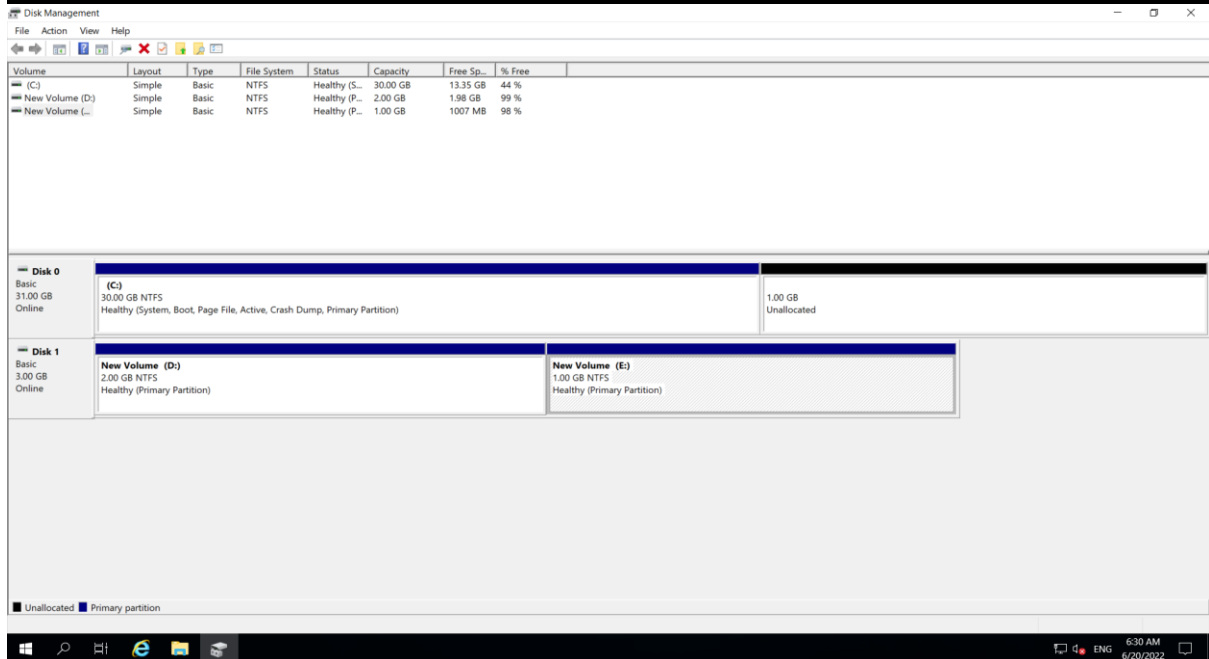 Disk Management
File Action View Help
Volume Layout Type File System Status Capacity Free Sp... % Free
(C:) Simple Basic NTFS Healthy (S... 30.00 GB 13.35 GB 44 %
New Volume (D:) Simple Basic NTFS Healthy (P... 2.00 GB 1.98 GB 99 %
New Volume (... Simple Basic NTFS Healthy (P... 1.00 GB 1007 MB 98 %
Disk 0
Basic
31.00 GB
Online
(C:)
30.00 GB NTFS
Healthy (System, Boot, Page File, Active, Crash Dump, Primary Partition)
1.00 GB
Unallocated
Disk 1
Basic
3.00 GB
Online
New Volume (D:)
2.00 GB NTFS
Healthy (Primary Partition)
New Volume (E:)
1.00 GB NTFS
Healthy (Primary Partition)
Unallocated Primary partition
ENG
6:30 AM
6/20/2022